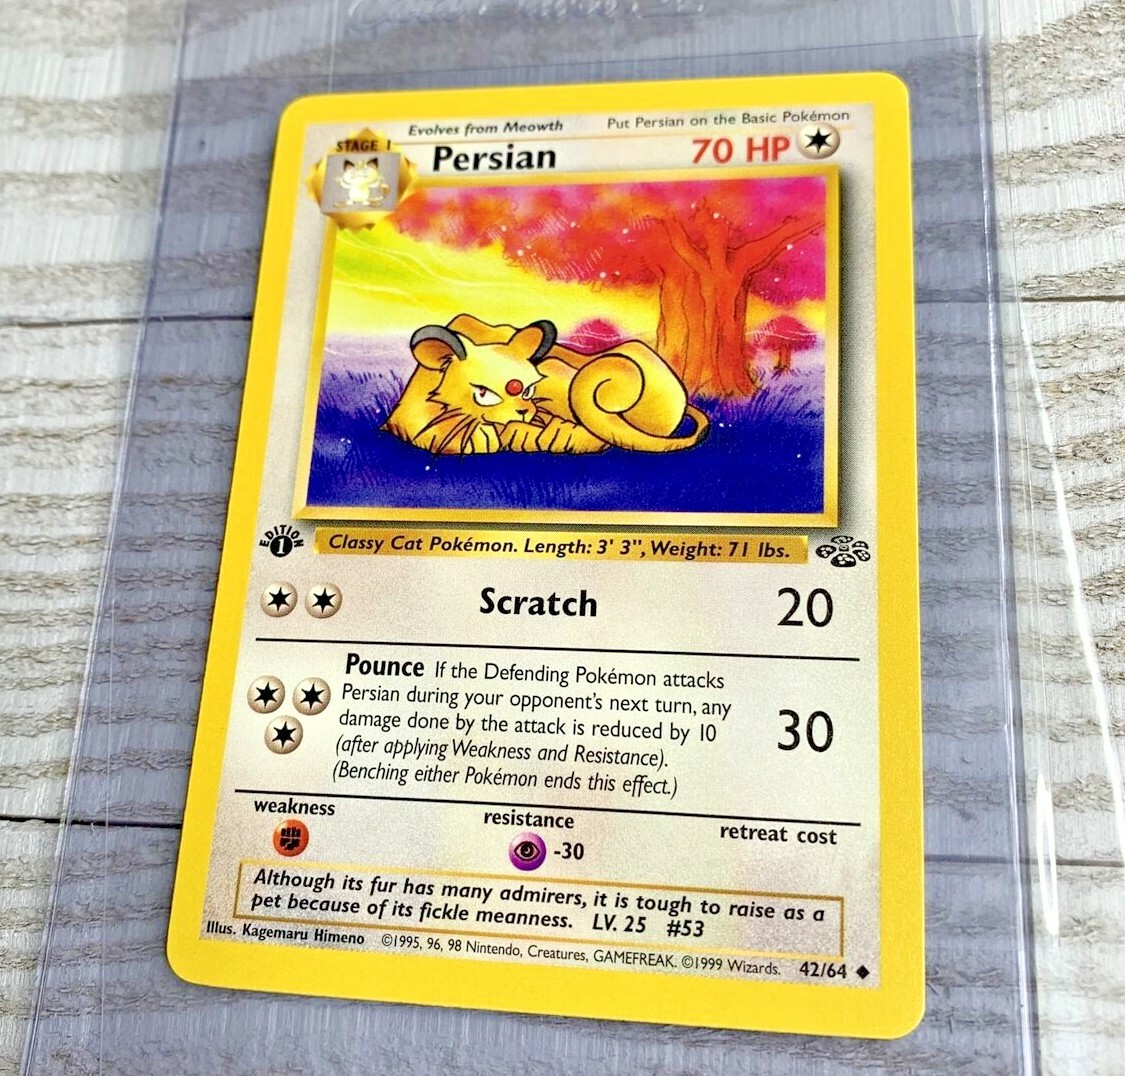 Evolves from Meowth
Put Persian on the Basic Pokémon
STAGE 1
Persian
70 HP
EDITION
1
Classy Cat Pokémon. Length: 3' 3", Weight: 71 lbs.
Scratch
20
Pounce If the Defending Pokémon attacks
Persian during your opponent's next turn, any
damage done by the attack is reduced by 10
(after applying Weakness and Resistance).
(Benching either Pokémon ends this effect.)
30
weakness
resistance
retreat cost
-30
Although its fur has many admirers, it is tough to raise as a
pet because of its fickle meanness. LV. 25 #53
Illus. Kagemaru Himeno ©1995, 96, 98 Nintendo, Creatures, GAMEFREAK. ©1999 Wizards. 42/64